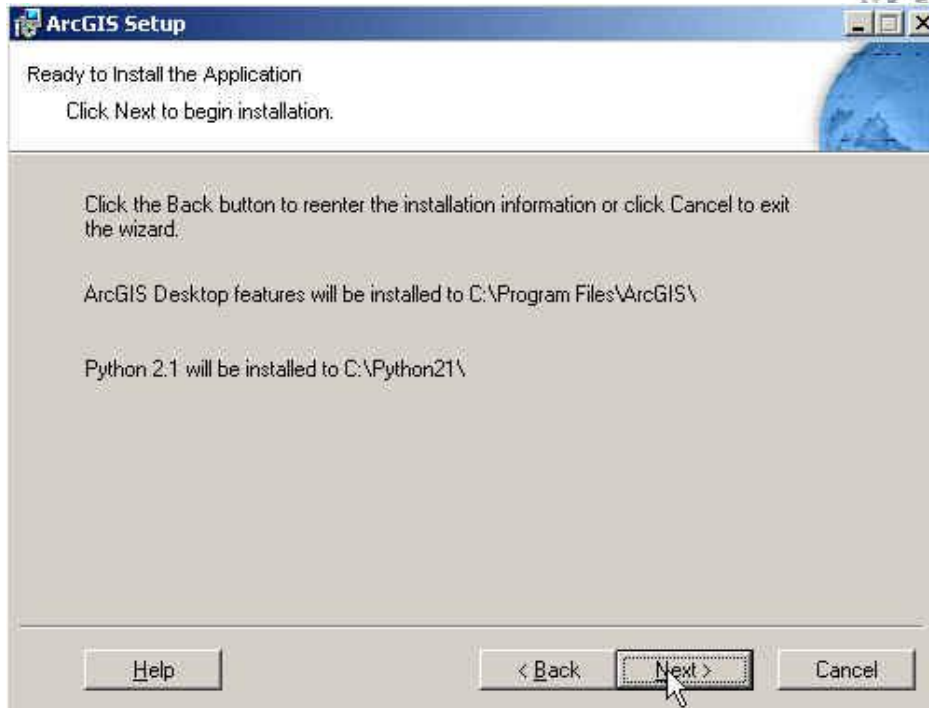 ArcGIS Setup
Ready to Install the Application
Click Next to begin installation.
Click the Back button to reenter the installation information or click Cancel to exit
the wizard.
ArcGIS Desktop features will be installed to C:\Program Files\ArcGIS\
Python 2.1 will be installed to C:\Python21\
Help
< Back
Next >
Cancel